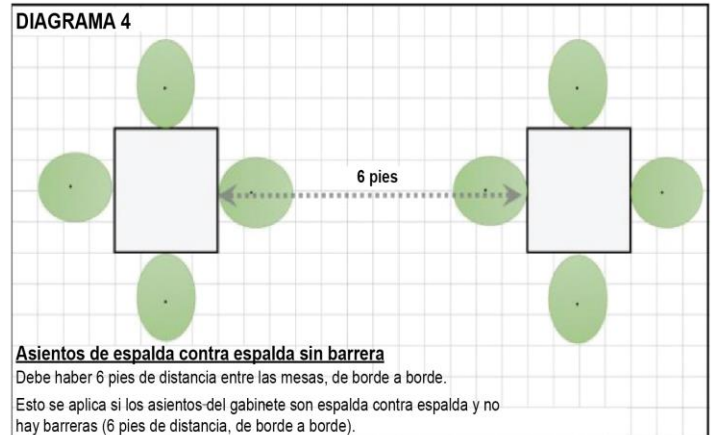 DIAGRAMA 4
6 pies
Asientos de espalda contra espalda sin barrera
Debe haber 6 pies de distancia entre las mesas, de borde a borde.
Esto se aplica si los asientos del gabinete son espalda contra espalda y no
hay barreras (6 pies de distancia, de borde a borde).